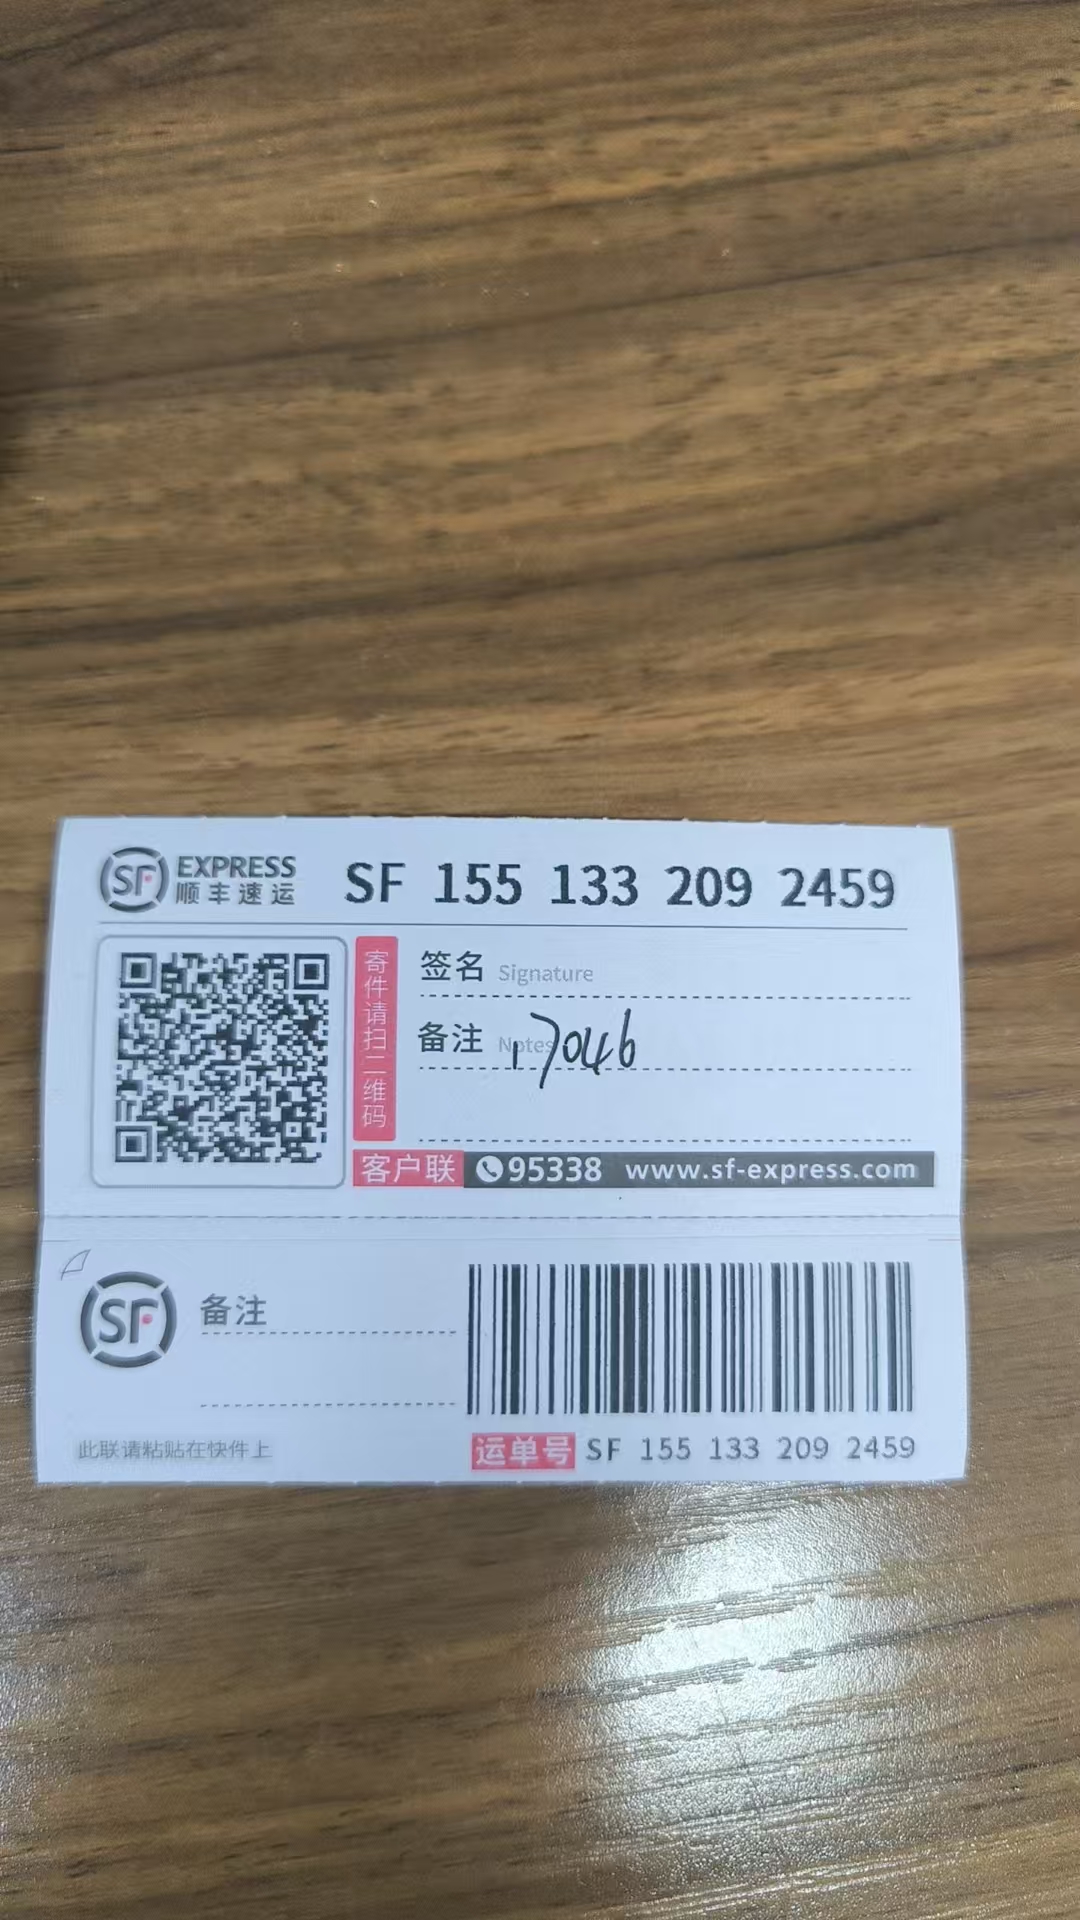 SF EXPRESS
顺丰速运
SF 155 133 209 2459
寄件请扫二维码
签名 Signature
备注 Notes 17046
客户联 95338 www.sf-express.com
SF 备注
此联请粘贴在快件上
运单号 SF 155 133 209 2459